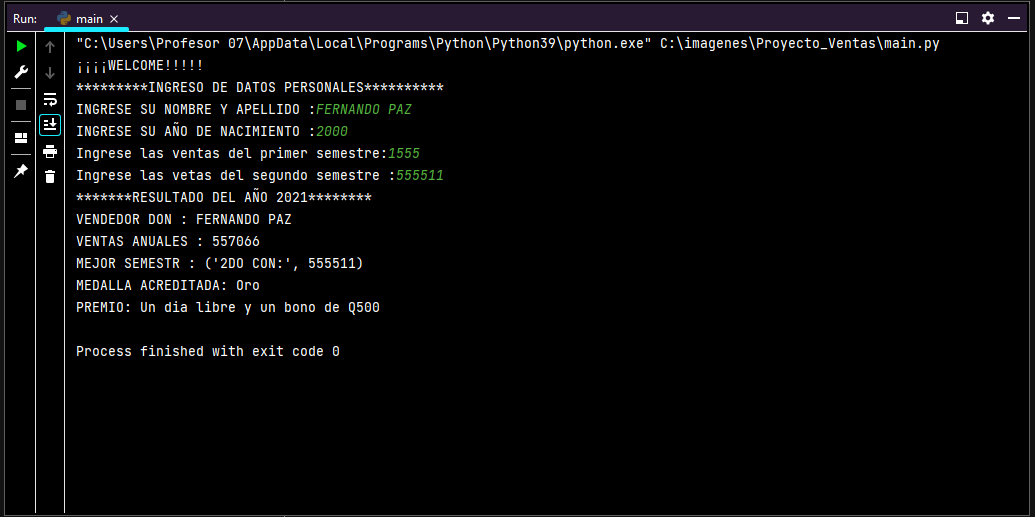 Run: main
"C:\Users\Profesor 07\AppData\Local\Programs\Python\Python39\python.exe" C:\imagenes\Proyecto_Ventas\main.py
¡¡¡¡WELCOME!!!!!
*********INGRESO DE DATOS PERSONALES**********
INGRESE SU NOMBRE Y APELLIDO :FERNANDO PAZ
INGRESE SU AÑO DE NACIMIENTO :2000
Ingrese las ventas del primer semestre:1555
Ingrese las vetas del segundo semestre :555511
*******RESULTADO DEL AÑO 2021********
VENDEDOR DON : FERNANDO PAZ
VENTAS ANUALES : 557066
MEJOR SEMESTR : ('2DO CON:', 555511)
MEDALLA ACREDITADA: Oro
PREMIO: Un dia libre y un bono de Q500
Process finished with exit code 0